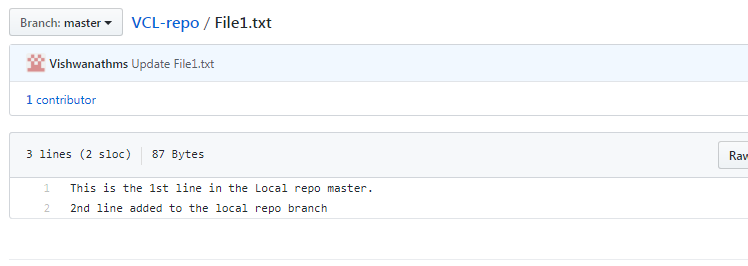 Branch: master VCL-repo / File1.txt
Vishwanathms Update File1.txt
1 contributor
3 lines (2 sloc) 87 Bytes Raw
1 This is the 1st line in the Local repo master.
2 2nd line added to the local repo branch